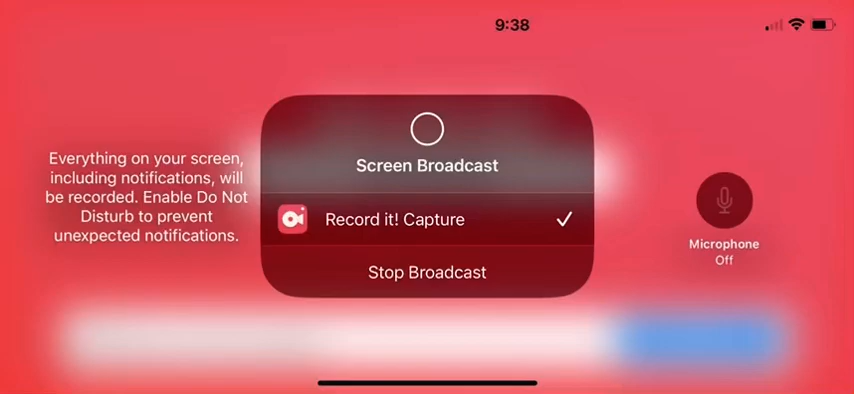 9:38
Everything on your screen,
including notifications, will
be recorded. Enable Do Not
Disturb to prevent
unexpected notifications.
Screen Broadcast
Record it! Capture
Stop Broadcast
Microphone
Off